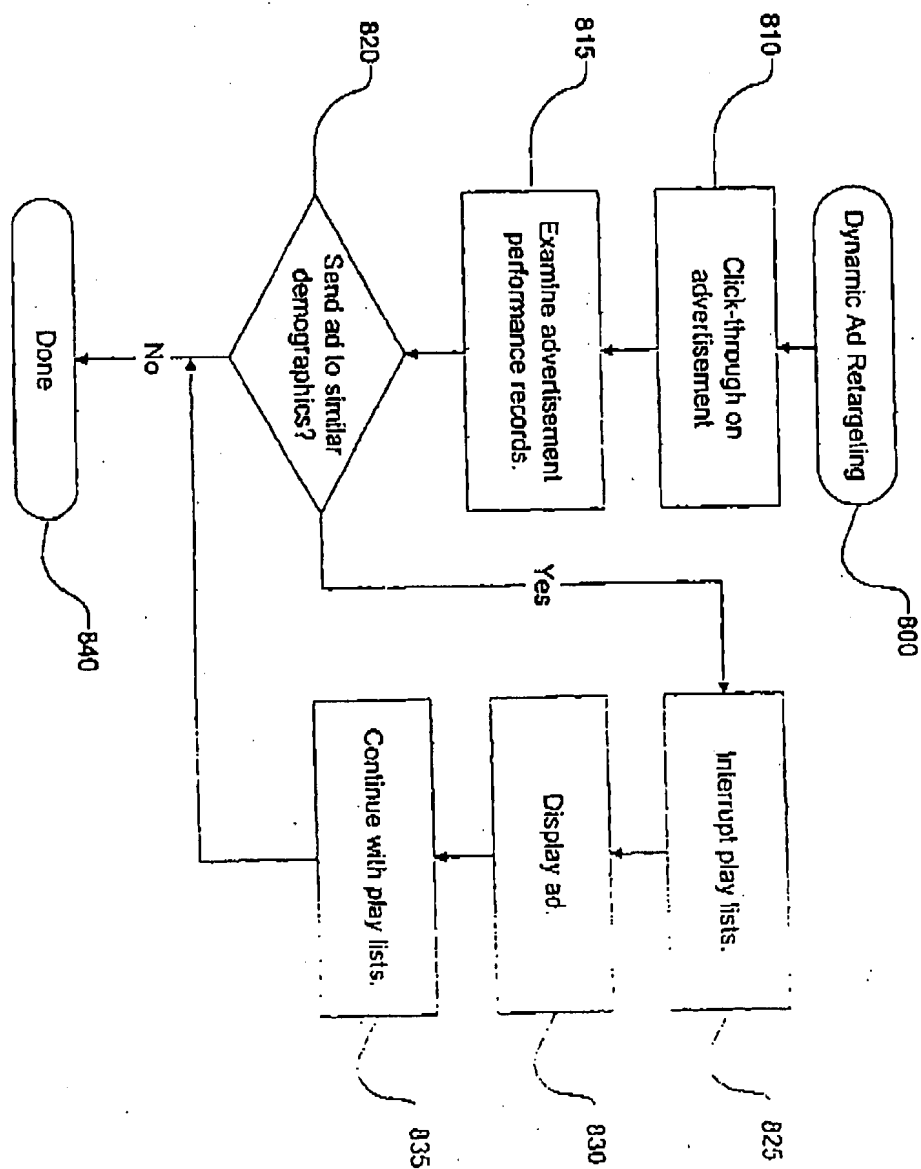 Dynamic Ad Retargeting
800
810
Click-through on
advertisement
815
Examine advertisement
performance records.
820
Send ad to similar
demographics?
Yes
No
Interrupt play lists.
825
Display ad.
830
Continue with play lists.
835
Done
840